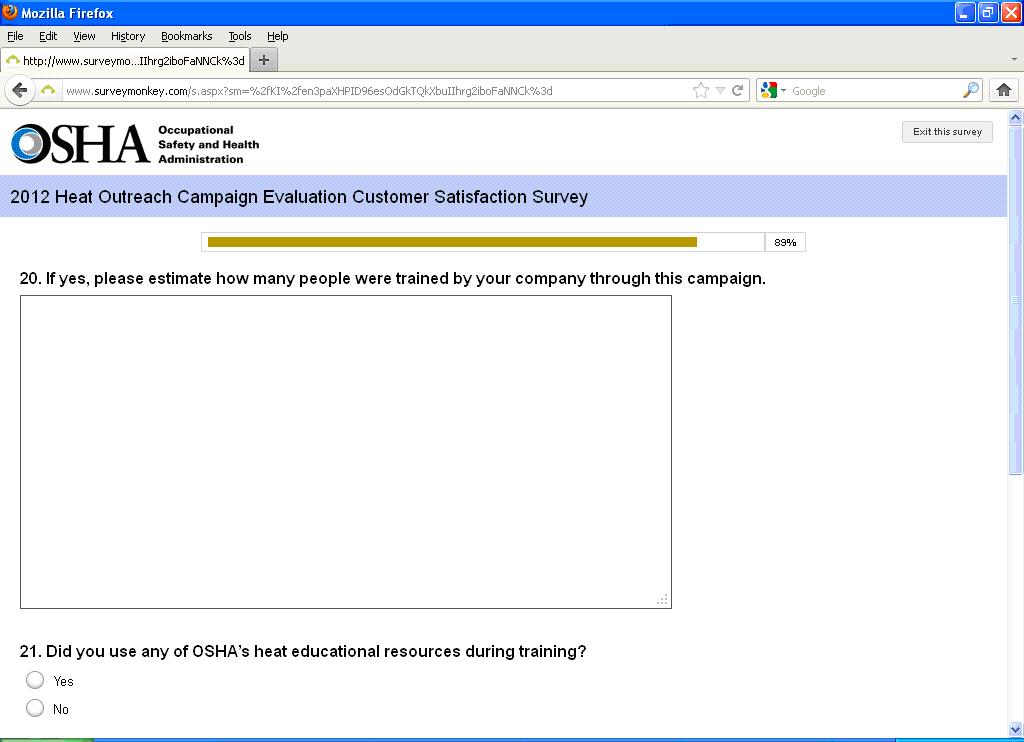 Mozilla Firefox
File Edit View History Bookmarks Tools Help
http://www.surveymo...IIhrg2iboFaNNCk%3d
www.surveymonkey.com/s.aspx?sm=%2fKI%2fen3paXHPID96esOdGkTQkXbuIIhrg2iboFaNNCk%3d
Google
OSHA
Occupational
Safety and Health
Administration
Exit this survey
2012 Heat Outreach Campaign Evaluation Customer Satisfaction Survey
89%
20. If yes, please estimate how many people were trained by your company through this campaign.
21. Did you use any of OSHA's heat educational resources during training?
Yes
No